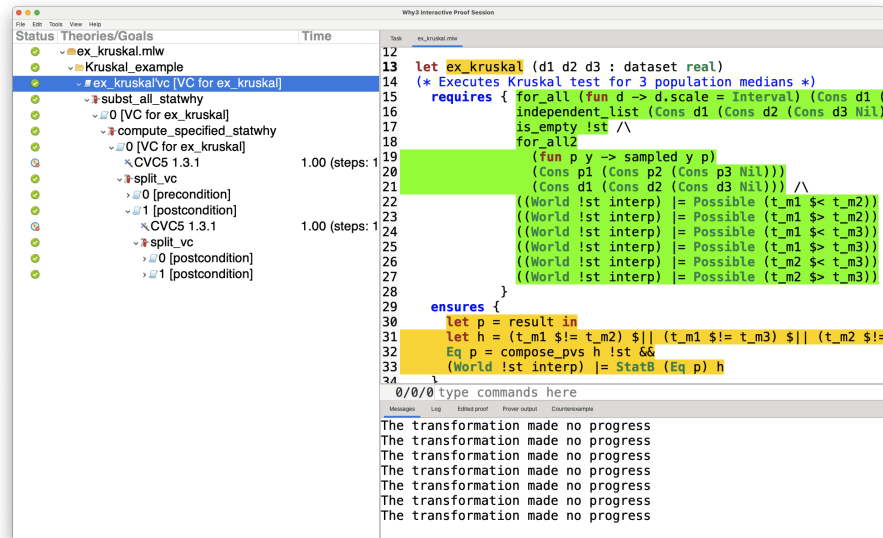 Why3 Interactive Proof Session
File Edit Tools View Help
Status Theories/Goals Time
ex_kruskal.mlw
Kruskal_example
ex_kruskal'vc [VC for ex_kruskal]
subst_all_statwhy
0 [VC for ex_kruskal]
compute_specified_statwhy
0 [VC for ex_kruskal]
CVC5 1.3.1 1.00 (steps: 1
split_vc
0 [precondition]
1 [postcondition]
CVC5 1.3.1 1.00 (steps: 1
split_vc
0 [postcondition]
1 [postcondition]
Task ex_kruskal.mlw
12
13 let ex_kruskal (d1 d2 d3 : dataset real)
14 (* Executes Kruskal test for 3 population medians *)
15 requires { for_all (fun d -> d.scale = Interval) (Cons d1 (
16 independent_list (Cons d1 (Cons d2 (Cons d3 Nil)
17 is_empty !st /\
18 for_all2
19 (fun p y -> sampled y p)
20 (Cons p1 (Cons p2 (Cons p3 Nil)))
21 (Cons d1 (Cons d2 (Cons d3 Nil))) /\
22 ((World !st interp) |= Possible (t_m1 $< t_m2))
23 ((World !st interp) |= Possible (t_m1 $> t_m2))
24 ((World !st interp) |= Possible (t_m1 $< t_m3))
25 ((World !st interp) |= Possible (t_m1 $> t_m3))
26 ((World !st interp) |= Possible (t_m2 $< t_m3))
27 ((World !st interp) |= Possible (t_m2 $> t_m3))
28 }
29 ensures {
30 let p = result in
31 let h = (t_m1 $!= t_m2) $|| (t_m1 $!= t_m3) $|| (t_m2 $!=
32 Eq p = compose_pvs h !st &&
33 (World !st interp) |= StatB (Eq p) h
34 }
0/0/0 type commands here
Messages Log Edited proof Prover output Counterexample
The transformation made no progress
The transformation made no progress
The transformation made no progress
The transformation made no progress
The transformation made no progress
The transformation made no progress
The transformation made no progress